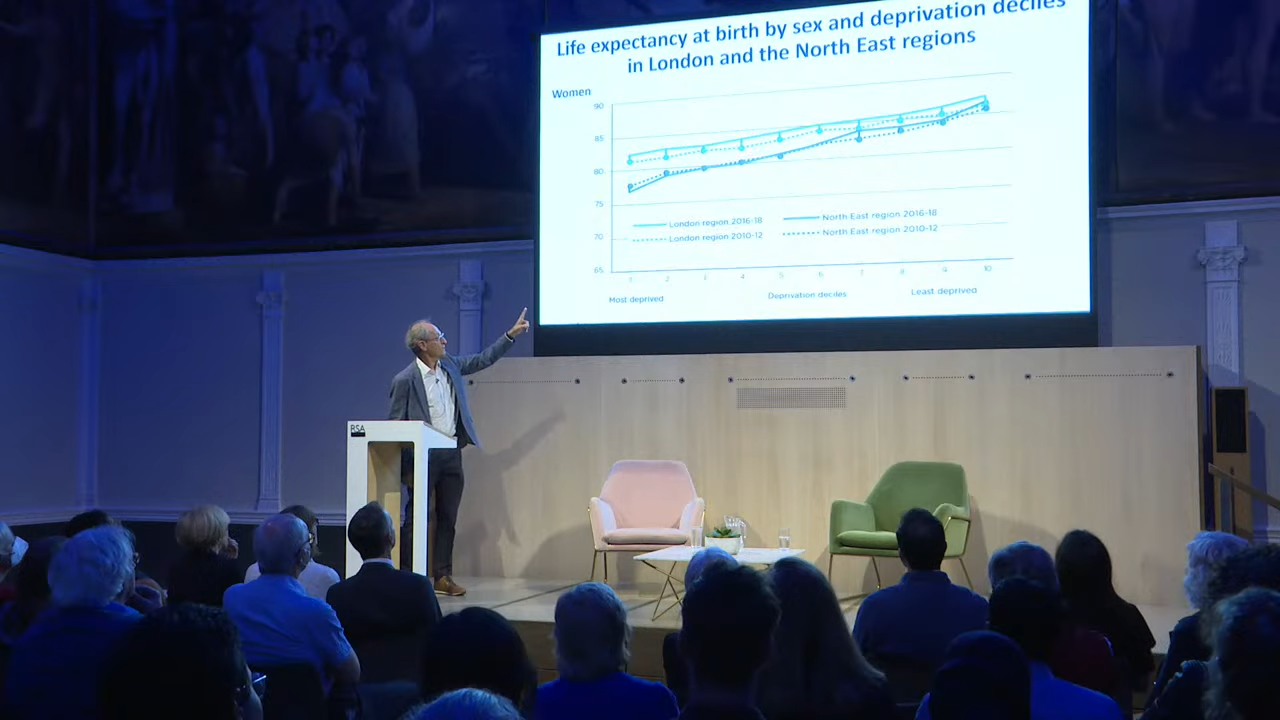 Life expectancy at birth by sex and deprivation deciles
in London and the North East regions
Women
90
85
80
75
70
65
London region 2016-18 North East region 2016-18
London region 2010-12 North East region 2010-12
1 2 3 4 5 6 7 8 9 10
Most deprived Deprivation deciles Least deprived
RSA